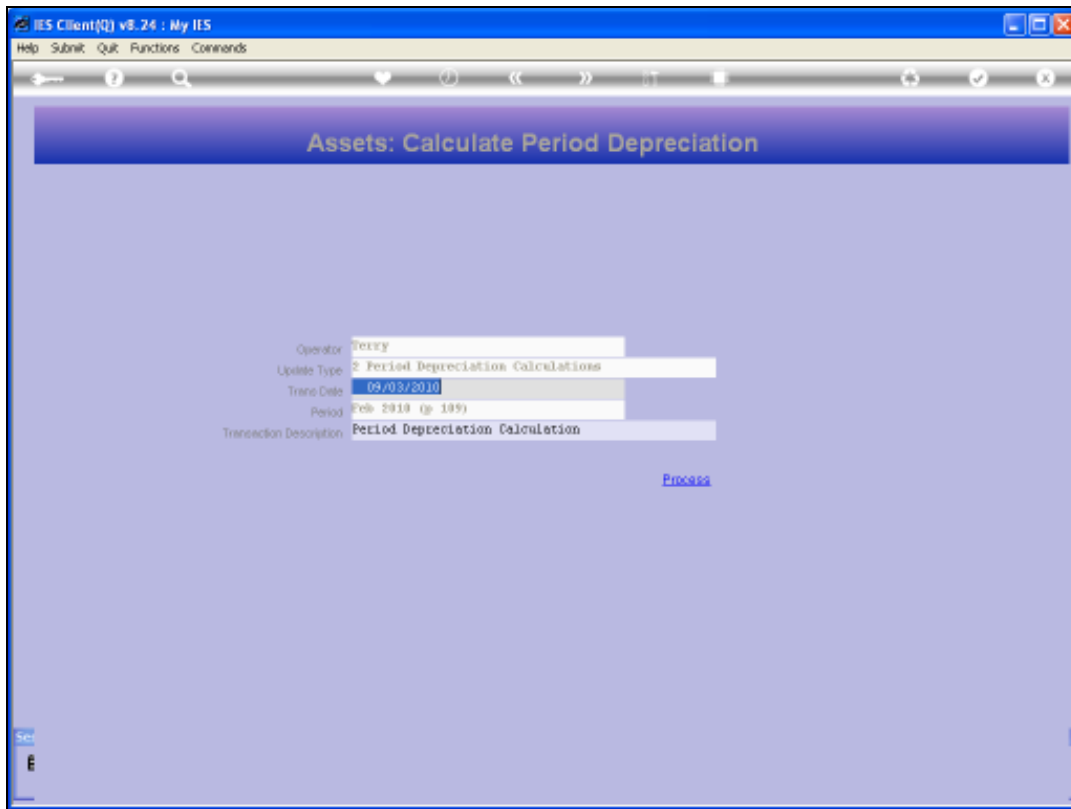 IES Client(Q) v8.24 : My IES
Help Submit Quit Functions Commands
Assets: Calculate Period Depreciation
Operator Terry
Update Type 2 Period Depreciation Calculations
Trans Date 09/03/2010
Period Feb 2010 (p 109)
Transaction Description Period Depreciation Calculation
Process